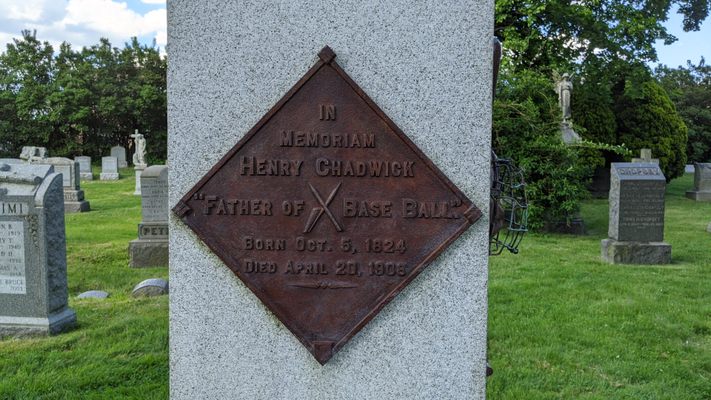 IN
MEMORIAM
HENRY CHADWICK
"FATHER OF BASE BALL."
BORN OCT. 5, 1824
DIED APRIL 20, 1908